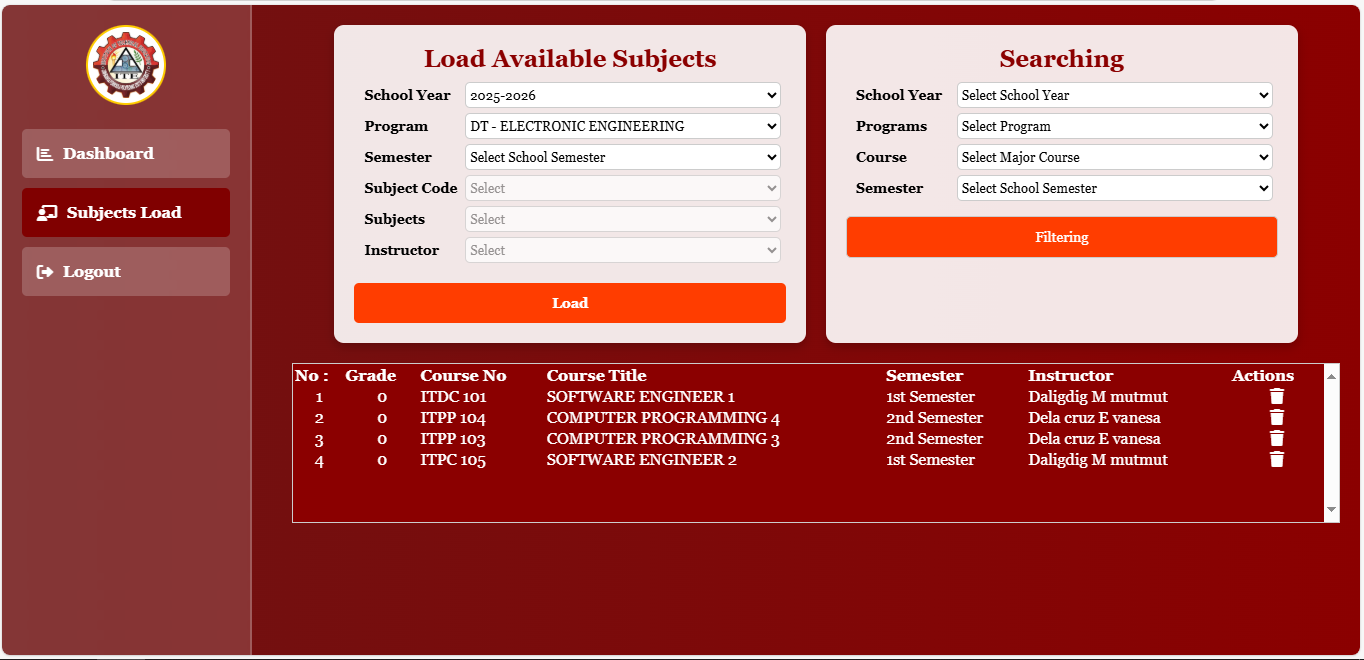 Dashboard
Subjects Load
Logout
Load Available Subjects
School Year 2025-2026
Program DT - ELECTRONIC ENGINEERING
Semester Select School Semester
Subject Code Select
Subjects Select
Instructor Select
Load
Searching
School Year Select School Year
Programs Select Program
Course Select Major Course
Semester Select School Semester
Filtering
No : Grade Course No Course Title Semester Instructor Actions
1 0 ITDC 101 SOFTWARE ENGINEER 1 1st Semester Daligdig M mutmut
2 0 ITPP 104 COMPUTER PROGRAMMING 4 2nd Semester Dela cruz E vanesa
3 0 ITPP 103 COMPUTER PROGRAMMING 3 2nd Semester Dela cruz E vanesa
4 0 ITPC 105 SOFTWARE ENGINEER 2 1st Semester Daligdig M mutmut